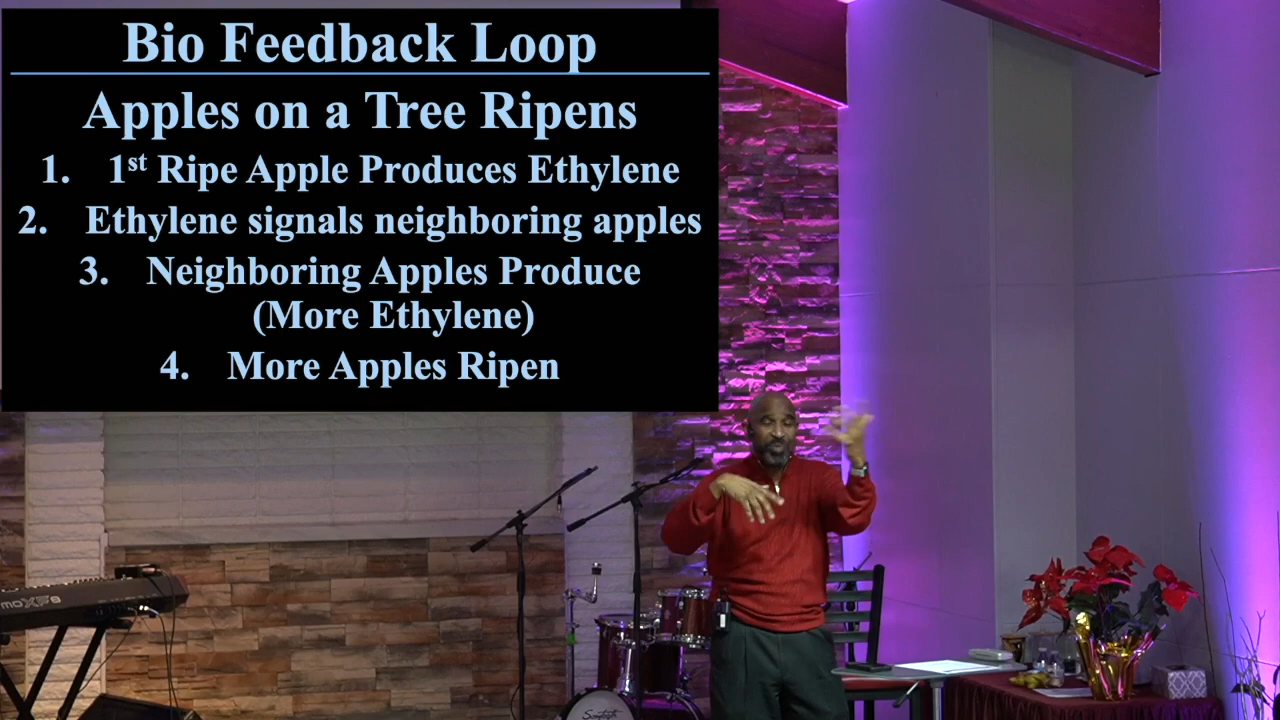 Bio Feedback Loop
Apples on a Tree Ripens
1. 1st Ripe Apple Produces Ethylene
2. Ethylene signals neighboring apples
3. Neighboring Apples Produce
(More Ethylene)
4. More Apples Ripen
MOXF8